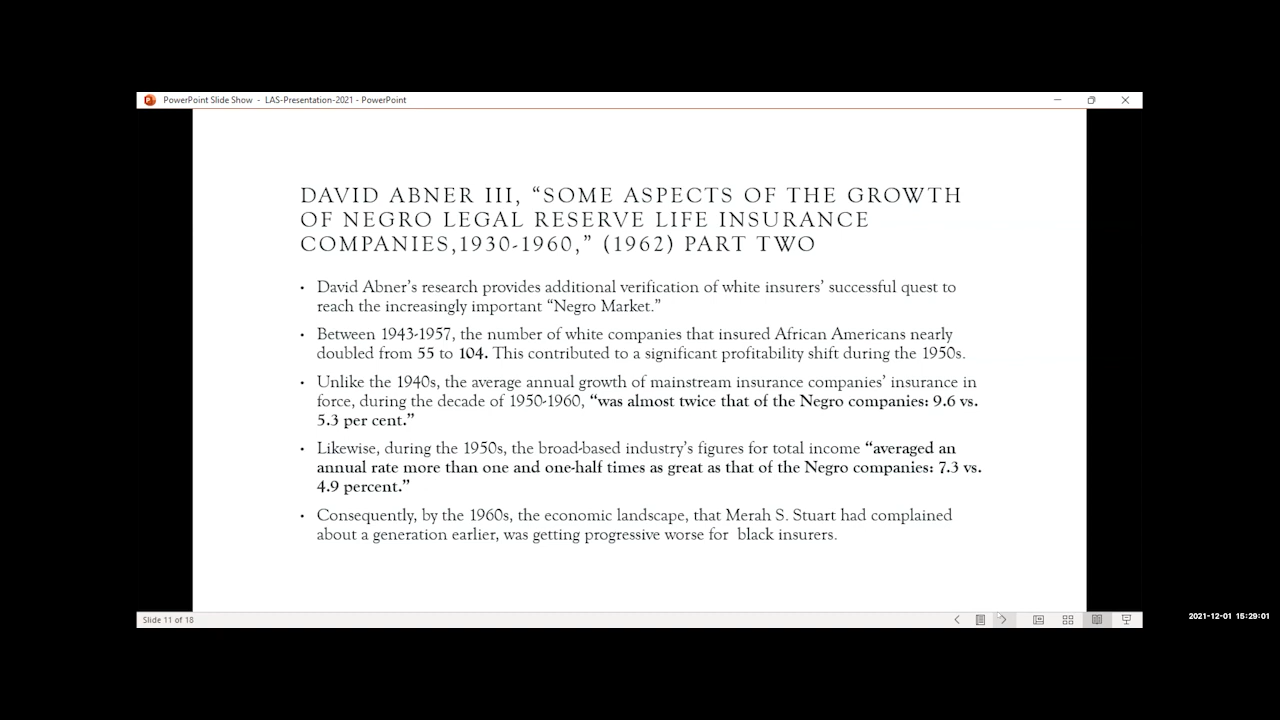 PowerPoint Slide Show - LAS-Presentation-2021 - PowerPoint
DAVID ABNER III, “SOME ASPECTS OF THE GROWTH
OF NEGRO LEGAL RESERVE LIFE INSURANCE
COMPANIES,1930-1960,” (1962) PART TWO
• David Abner’s research provides additional verification of white insurers’ successful quest to
reach the increasingly important “Negro Market.”
• Between 1943-1957, the number of white companies that insured African Americans nearly
doubled from 55 to 104. This contributed to a significant profitability shift during the 1950s.
• Unlike the 1940s, the average annual growth of mainstream insurance companies’ insurance in
force, during the decade of 1950-1960, “was almost twice that of the Negro companies: 9.6 vs.
5.3 per cent.”
• Likewise, during the 1950s, the broad-based industry’s figures for total income “averaged an
annual rate more than one and one-half times as great as that of the Negro companies: 7.3 vs.
4.9 percent.”
• Consequently, by the 1960s, the economic landscape, that Merah S. Stuart had complained
about a generation earlier, was getting progressive worse for black insurers.
Slide 11 of 18
2021-12-01 15:29:01